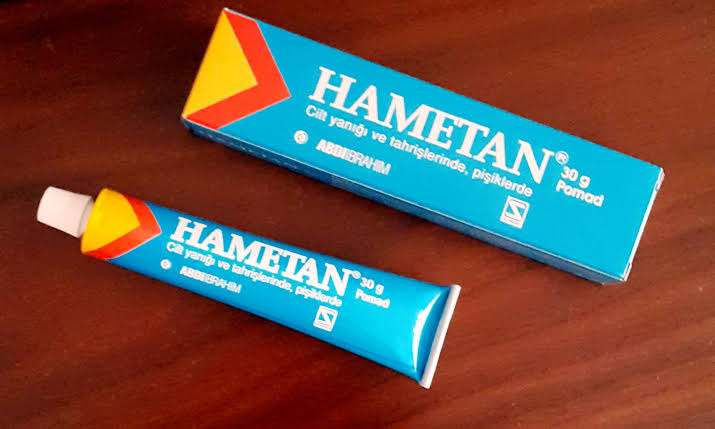 HAMETAN®
30 g
Pomad
Cilt yanığı ve tahrişlerinde, pişiklerde
ABDİİBRAHİM
HAMETAN®
30 g
Pomad
Cilt yanığı ve tahrişlerinde, pişiklerde
ABDİİBRAHİM